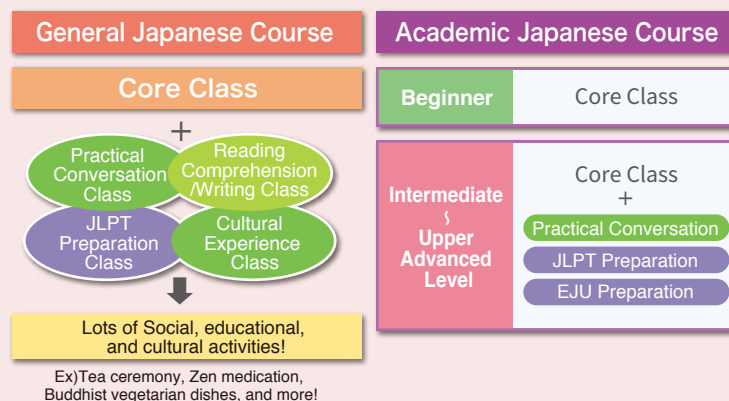 General Japanese Course
Core Class
+
Practical
Conversation
Class
Reading
Comprehension
/Writing Class
JLPT
Preparation
Class
Cultural
Experience
Class
Lots of Social, educational,
and cultural activities!
Ex)Tea ceremony, Zen medication,
Buddhist vegetarian dishes, and more!
Academic Japanese Course
Beginner
Core Class
Intermediate
〜
Upper
Advanced
Level
Core Class
+
Practical Conversation
JLPT Preparation
EJU Preparation